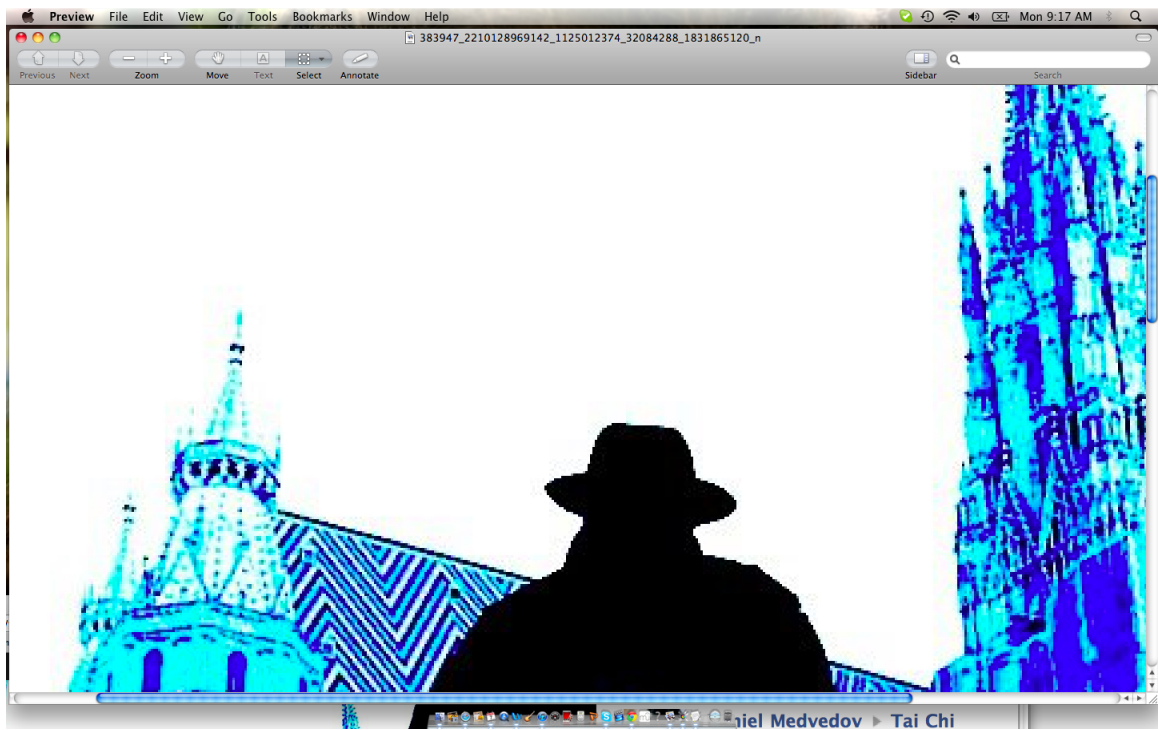 Preview File Edit View Go Tools Bookmarks Window Help Mon 9:17 AM
383947_2210128969142_1125012374_32084288_1831865120_n
Previous Next Zoom Move Text Select Annotate Sidebar Search
Medvedov ▸ Tai Chi